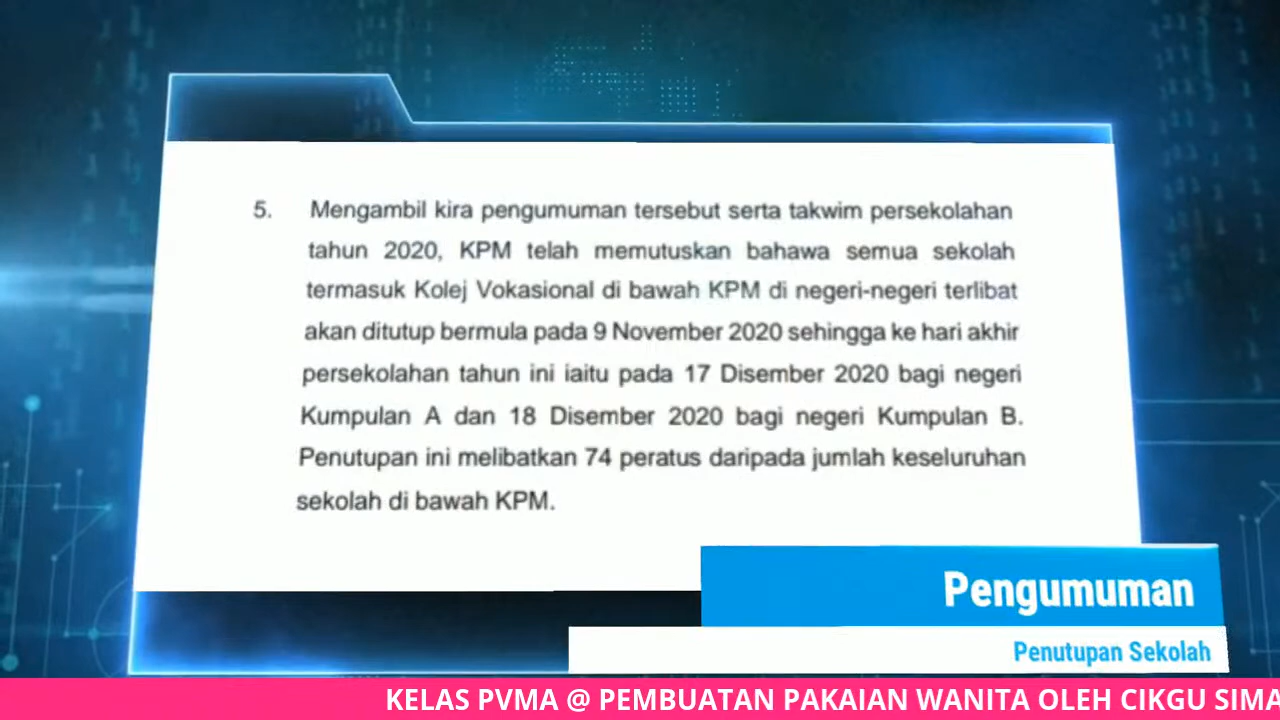 5. Mengambil kira pengumuman tersebut serta takwim persekolahan
tahun 2020, KPM telah memutuskan bahawa semua sekolah
termasuk Kolej Vokasional di bawah KPM di negeri-negeri terlibat
akan ditutup bermula pada 9 November 2020 sehingga ke hari akhir
persekolahan tahun ini iaitu pada 17 Disember 2020 bagi negeri
Kumpulan A dan 18 Disember 2020 bagi negeri Kumpulan B.
Penutupan ini melibatkan 74 peratus daripada jumlah keseluruhan
sekolah di bawah KPM.
Pengumuman
Penutupan Sekolah
KELAS PVMA @ PEMBUATAN PAKAIAN WANITA OLEH CIKGU SIMA